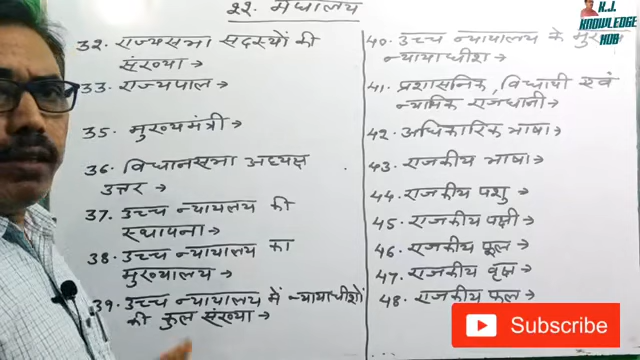 २२. मेघालय
32. राज्यसभा सदस्यों की
संख्या →
33. राज्यपाल →
35. मुख्यमंत्री →
36. विधानसभा अध्यक्ष
उत्तर →
37. उच्च न्यायलय की
स्थापना →
38. उच्च न्यायालय का
मुख्यालय →
39. उच्च न्यायालय में न्यायाधीशों
की कुल संख्या →
40. उच्च न्यायालय के
न्यायाधीश →
41. प्रशासनिक, विधायी एवं
न्यायिक राजधानी →
42. अधिकारिक भाषा →
43. राजकीय भाषा →
44. राजकीय पशु →
45. राजकीय पक्षी →
46. राजकीय फूल →
47. राजकीय वृक्ष →
48. राजकीय फल →
K.J.
KNOWLEDGE
HUB
Subscribe